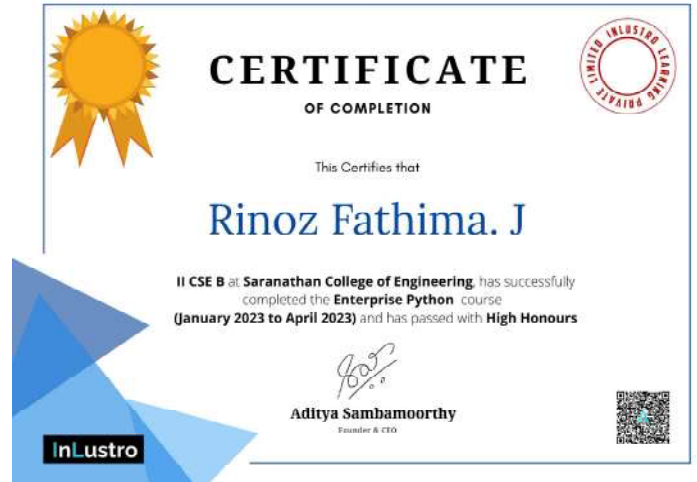 CERTIFICATE
INLUSTRO LEARNING PRIVATE LIMITED
OF COMPLETION
This Certifies that
Rinoz Fathima. J
II CSE B at Saranathan College of Engineering, has successfully
completed the Enterprise Python course
(January 2023 to April 2023) and has passed with High Honours
Aditya Sambamoorthy
Founder & CEO
InLustro